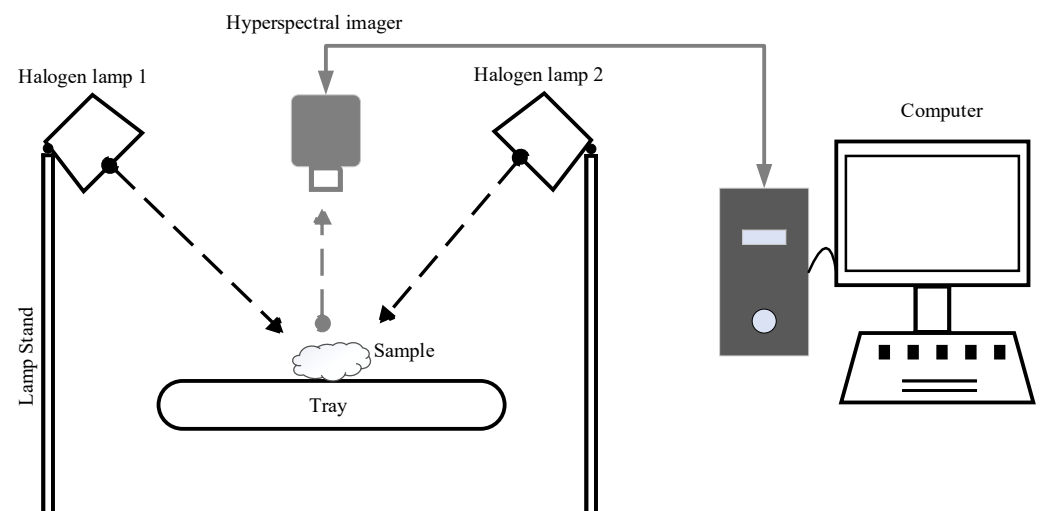 Hyperspectral imager
Halogen lamp 1
Halogen lamp 2
Computer
Lamp Stand
Sample
Tray